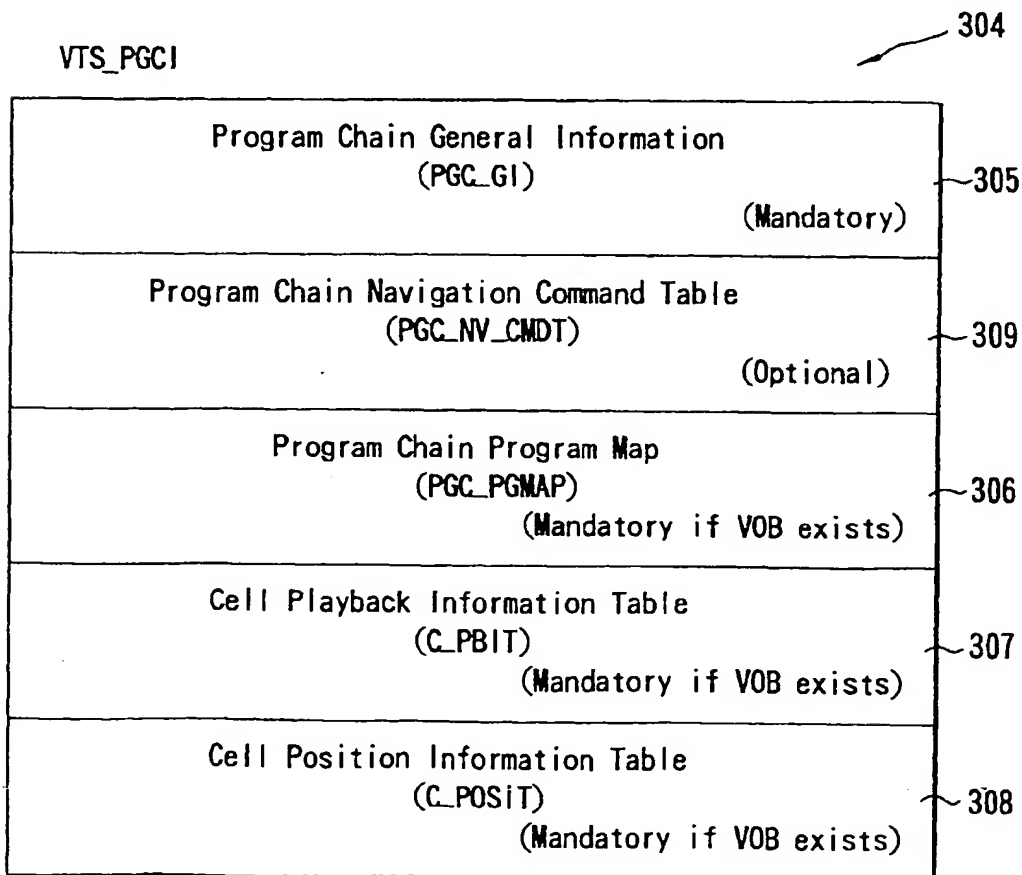 304
VTS_PGCI
Program Chain General Information
(PGC_GI)
(Mandatory)
305
Program Chain Navigation Command Table
(PGC_NV_CMDT)
(Optional)
309
Program Chain Program Map
(PGC_PGMAP)
(Mandatory if VOB exists)
306
Cell Playback Information Table
(C_PBIT)
(Mandatory if VOB exists)
307
Cell Position Information Table
(C_POSiT)
(Mandatory if VOB exists)
308